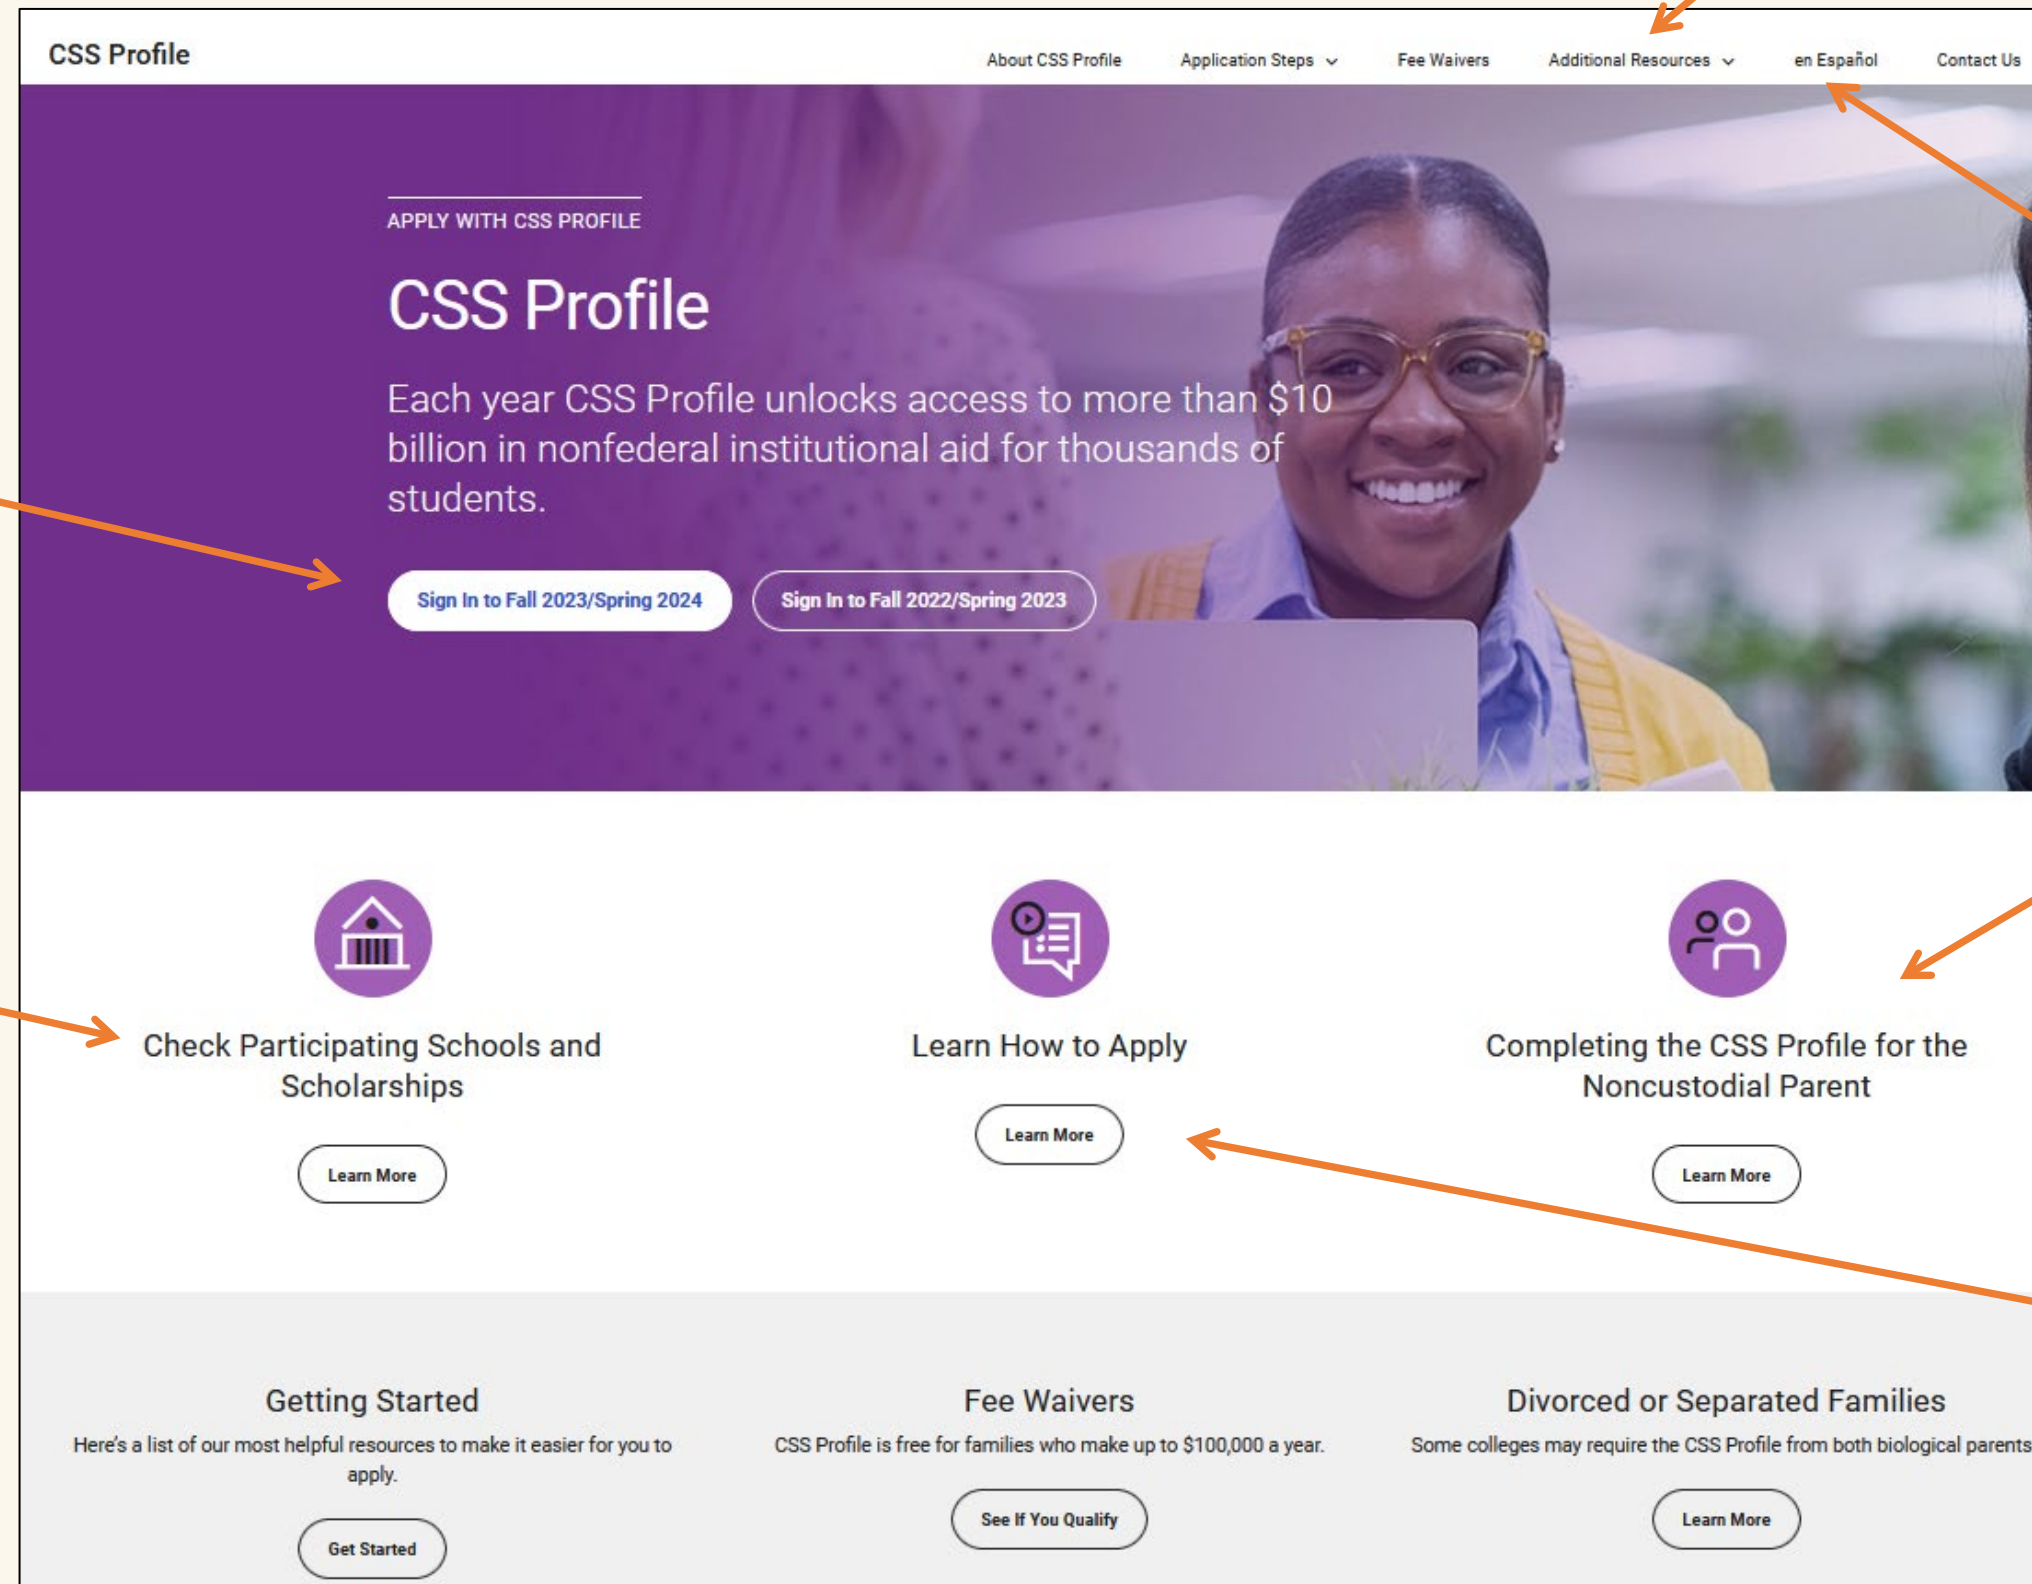 CSS Profile
About CSS Profile
Application Steps
Fee Waivers
Additional Resources
en Español
Contact Us
APPLY WITH CSS PROFILE
CSS Profile
Each year CSS Profile unlocks access to more than $10
billion in nonfederal institutional aid for thousands of
students.
Sign In to Fall 2023/Spring 2024
Sign In to Fall 2022/Spring 2023
Check Participating Schools and
Scholarships
Learn More
Learn How to Apply
Learn More
Completing the CSS Profile for the
Noncustodial Parent
Learn More
Getting Started
Here's a list of our most helpful resources to make it easier for you to
apply.
Get Started
Fee Waivers
CSS Profile is free for families who make up to $100,000 a year.
See If You Qualify
Divorced or Separated Families
Some colleges may require the CSS Profile from both biological parents
Learn More